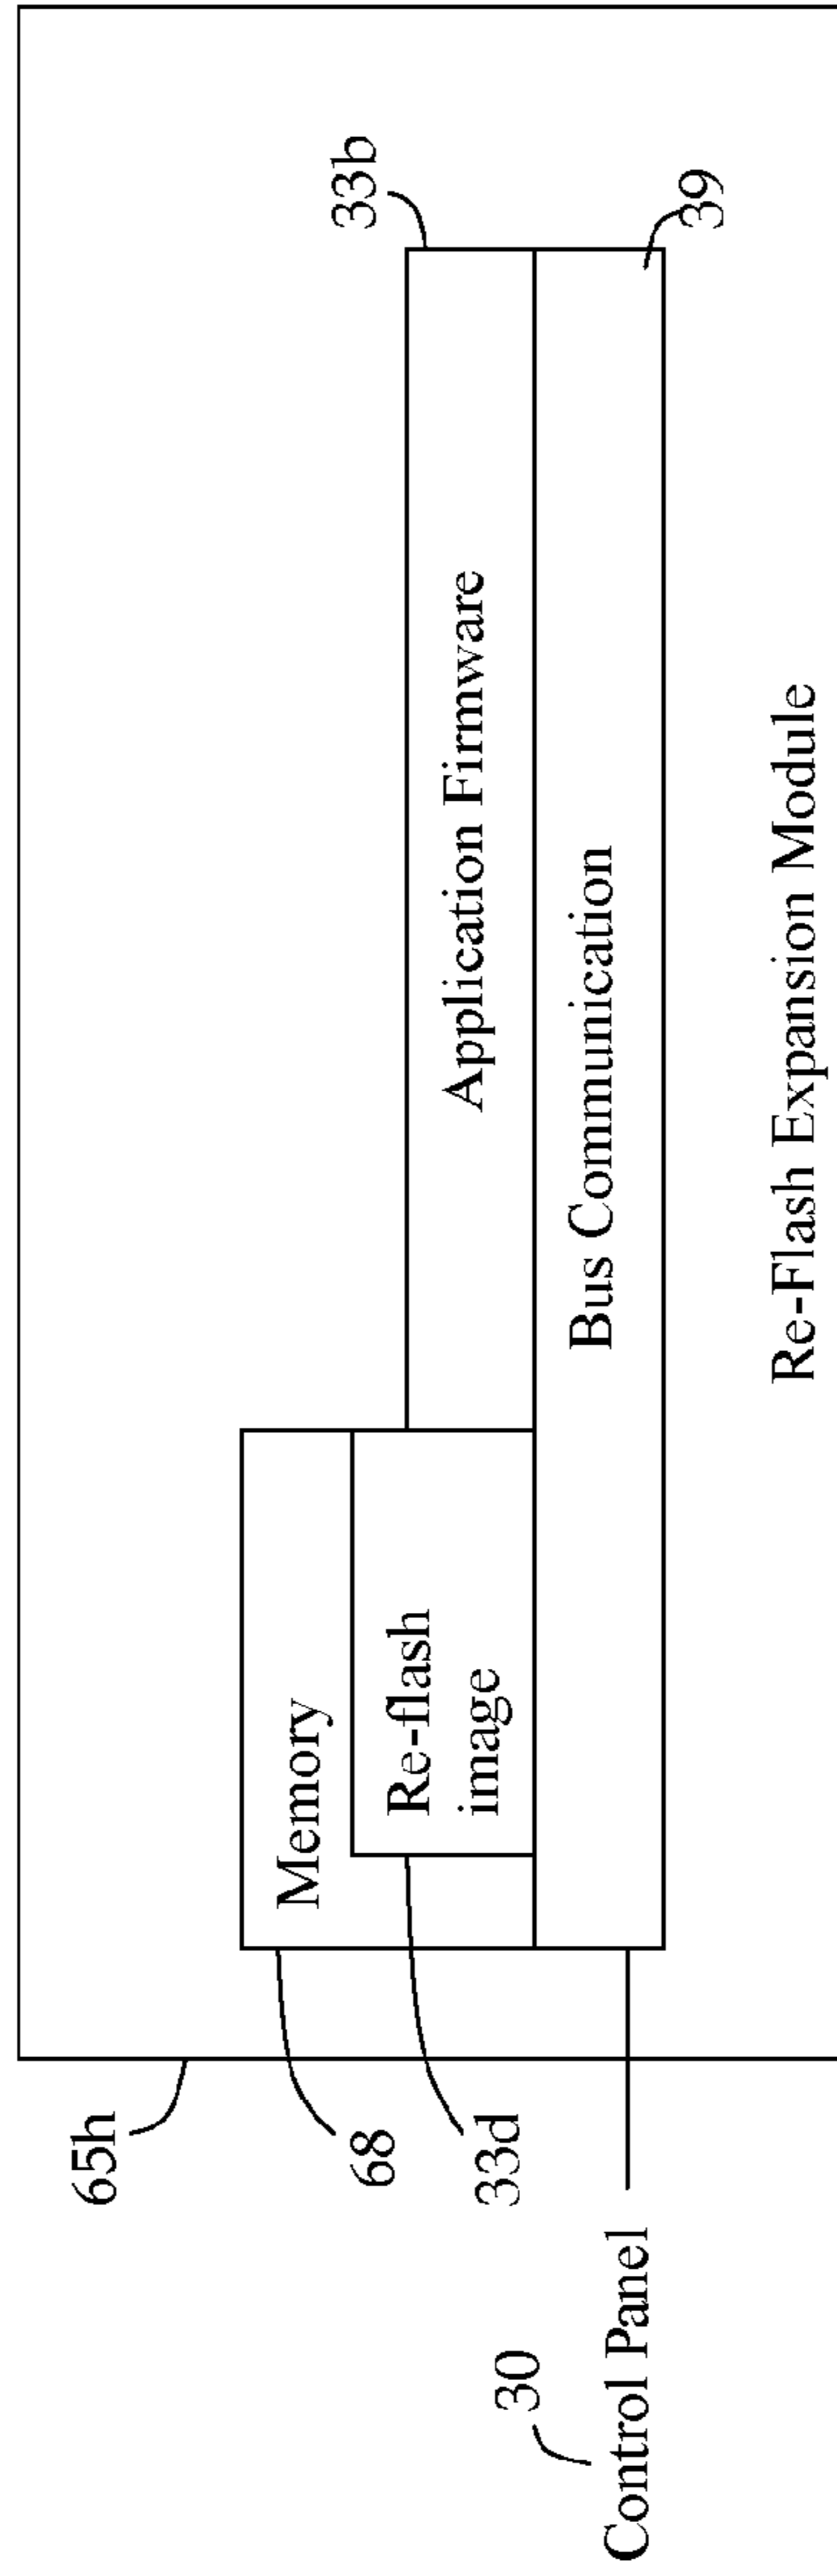 65h
33b
68
Memory
33d
Re-flash
image
Application Firmware
30
Bus Communication
Control Panel
39
Re-Flash Expansion Module